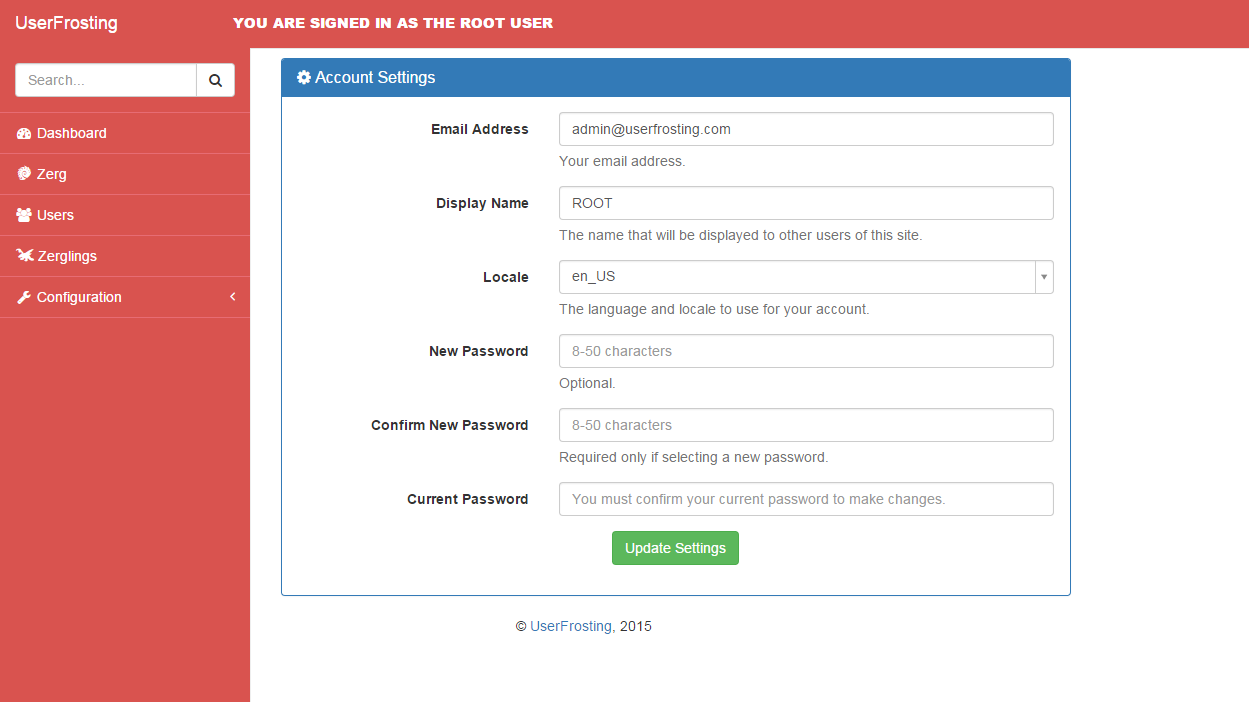 UserFrosting
YOU ARE SIGNED IN AS THE ROOT USER
Search...
Dashboard
Zerg
Users
Zerglings
Configuration
Account Settings
Email Address
admin@userfrosting.com
Your email address.
Display Name
ROOT
The name that will be displayed to other users of this site.
Locale
en_US
The language and locale to use for your account.
New Password
8-50 characters
Optional.
Confirm New Password
8-50 characters
Required only if selecting a new password.
Current Password
You must confirm your current password to make changes.
Update Settings
© UserFrosting, 2015